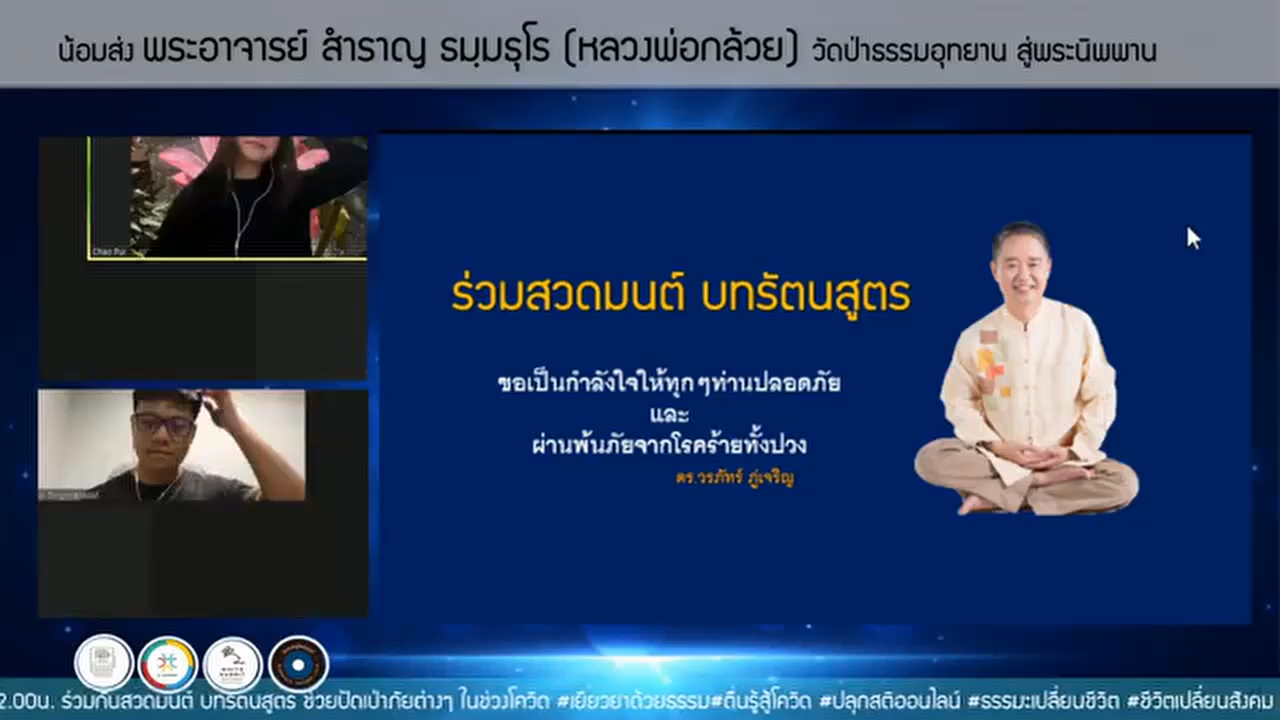 น้อมส่ง พระอาจารย์ สำราญ ธมฺมธุโร (หลวงพ่อกล้วย) วัดป่าธรรมอุทยาน สู่พระนิพพาน
Chao Pui
ร่วมสวดมนต์ บทรัตนสูตร
ขอเป็นกำลังใจให้ทุกๆท่านปลอดภัย
และ
ผ่านพ้นภัยจากโรคร้ายทั้งปวง
ดร.วรภัทร์ ภู่เจริญ
2.00น. ร่วมกันสวดมนต์ บทรัตนสูตร ช่วยปัดเป่าภัยต่างๆ ในช่วงโควิด #เยียวยาด้วยธรรม#ตื่นรู้สู้โควิด #ปลุกสติออนไลน์ #ธรรมะเปลี่ยนชีวิต #ชีวิตเปลี่ยนสังคม